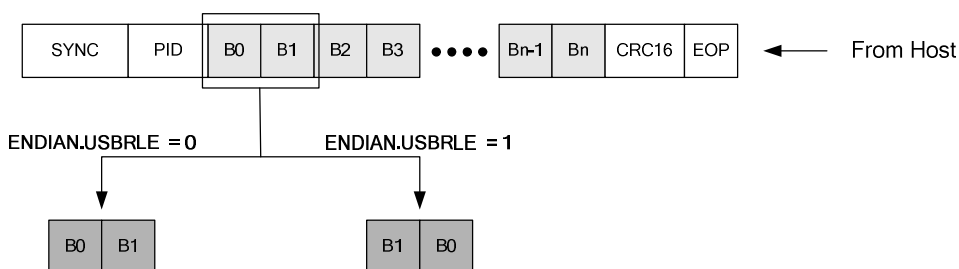 SYNC PID B0 B1 B2 B3 •••• Bn-1 Bn CRC16 EOP From Host
ENDIAN.USBRLE = 0 ENDIAN.USBRLE = 1
B0 B1 B1 B0